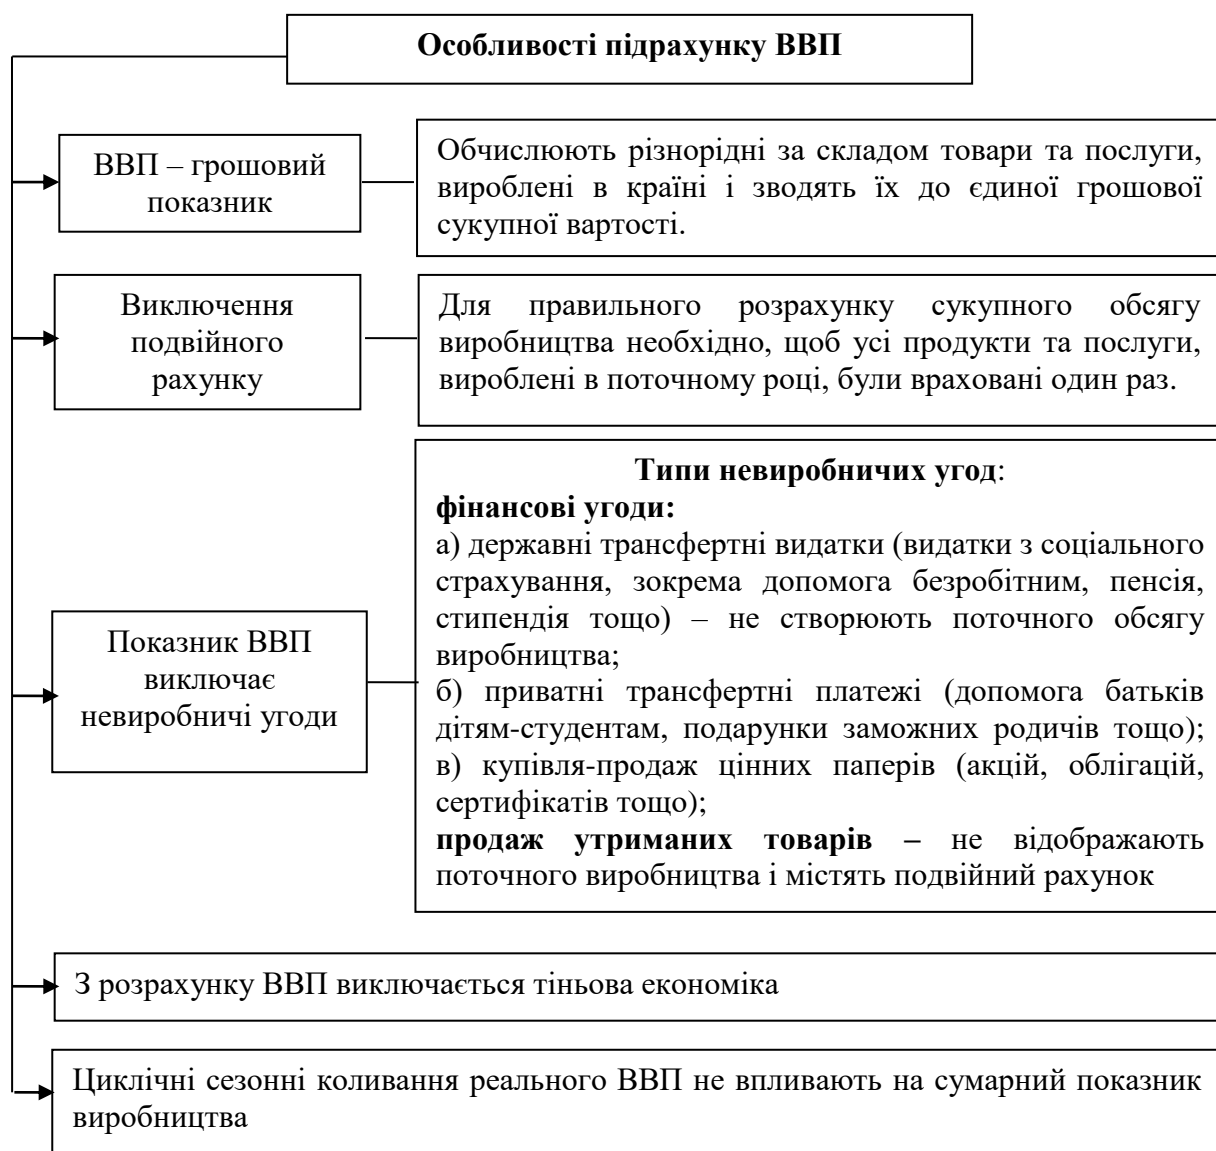 Особливості підрахунку ВВП
ВВП – грошовий
показник
Обчислюють різнорідні за складом товари та послуги,
вироблені в країні і зводять їх до єдиної грошової
сукупної вартості.
Виключення
подвійного
рахунку
Для правильного розрахунку сукупного обсягу
виробництва необхідно, щоб усі продукти та послуги,
вироблені в поточному році, були враховані один раз.
Показник ВВП
виключає
невиробничі угоди
Типи невиробничих угод:
фінансові угоди:
а) державні трансфертні видатки (видатки з соціального
страхування, зокрема допомога безробітним, пенсія,
стипендія тощо) – не створюють поточного обсягу
виробництва;
б) приватні трансфертні платежі (допомога батьків
дітям-студентам, подарунки заможних родичів тощо);
в) купівля-продаж цінних паперів (акцій, облігацій,
сертифікатів тощо);
продаж утриманих товарів – не відображають
поточного виробництва і містять подвійний рахунок
З розрахунку ВВП виключається тіньова економіка
Циклічні сезонні коливання реального ВВП не впливають на сумарний показник
виробництва